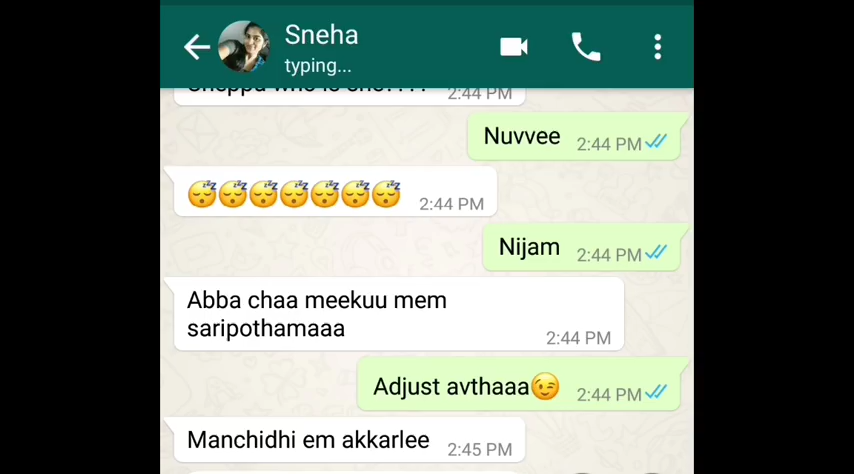 Sneha
typing...
2:44 PM
Nuvvee 2:44 PM
😴😴😴😴😴😴😴 2:44 PM
Nijam 2:44 PM
Abba chaa meekuu mem
saripothamaaa 2:44 PM
Adjust avthaaa😉 2:44 PM
Manchidhi em akkarlee 2:45 PM